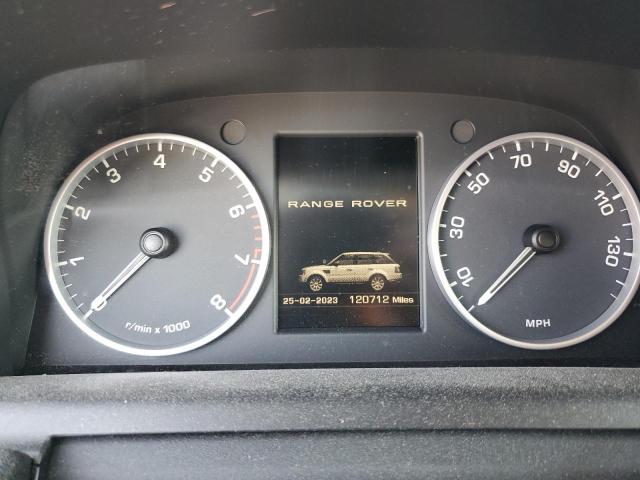 0 1 2 3 4 5 6 7 8
r/min x 1000
RANGE ROVER
25-02-2023 120712 Miles
10 30 50 70 90 110 130
MPH